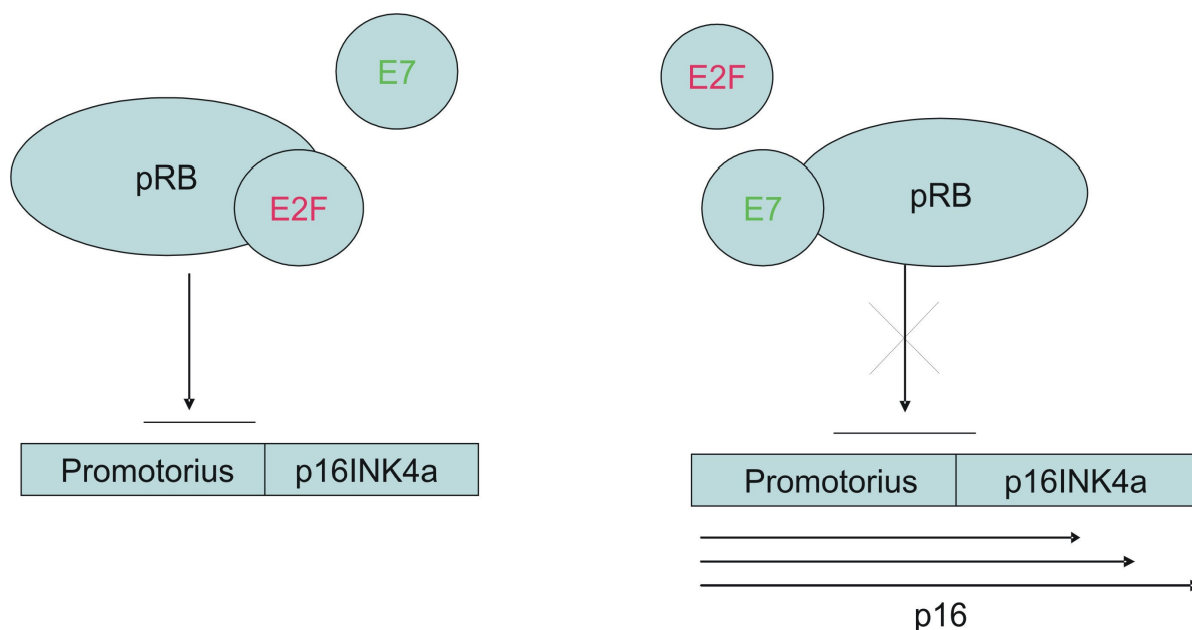 E7
pRB
E2F
Promotorius
p16INK4a
E2F
E7
pRB
Promotorius
p16INK4a
p16